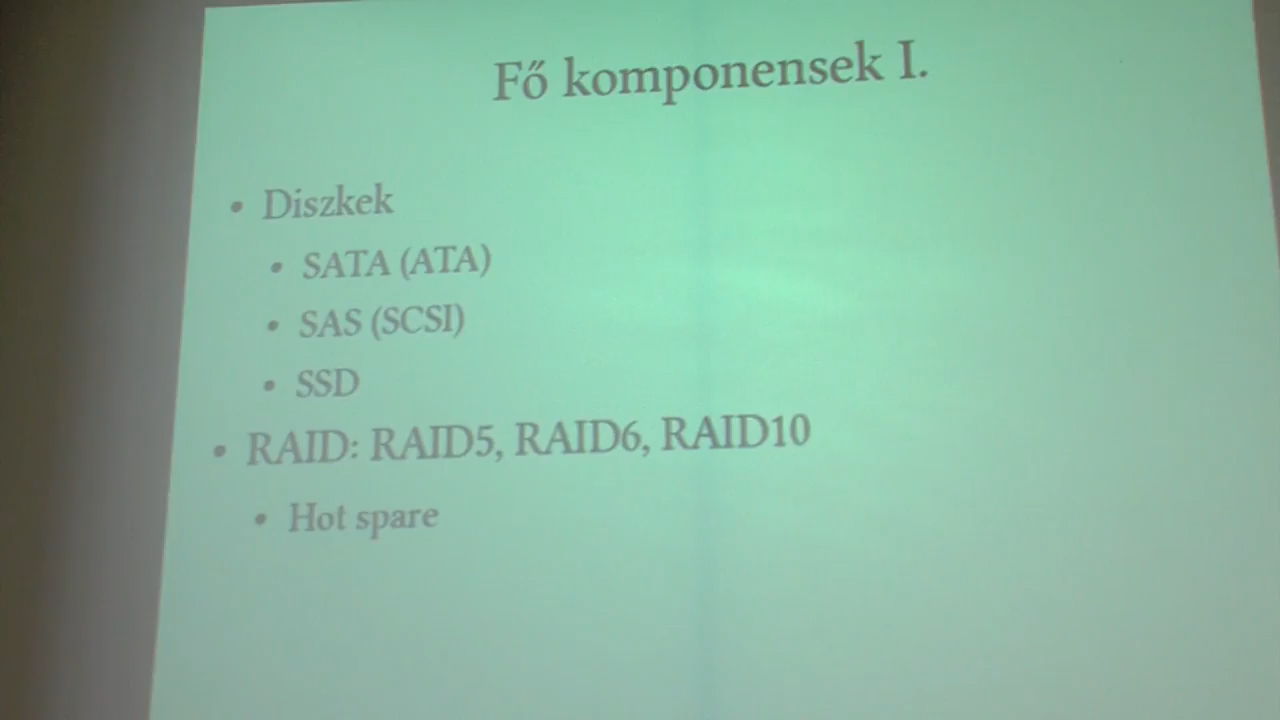 Fő komponensek I.
• Diszkek
• SATA (ATA)
• SAS (SCSI)
• SSD
• RAID: RAID5, RAID6, RAID10
• Hot spare